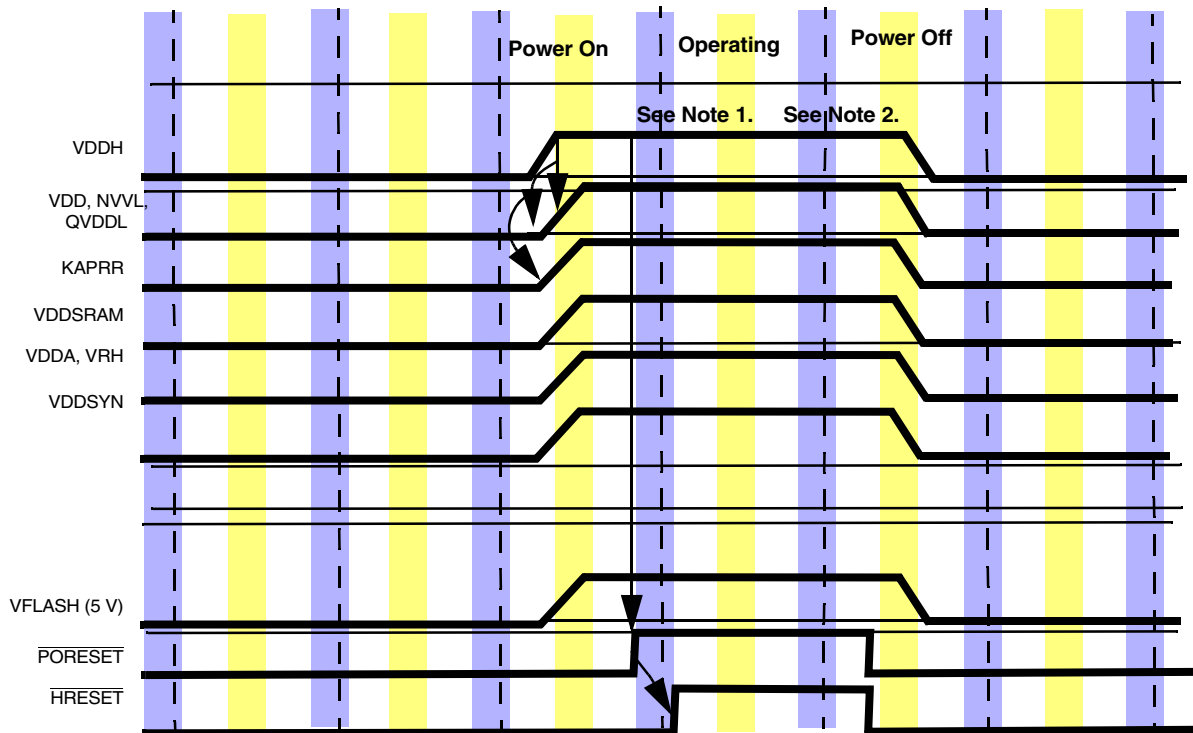 Power On
Operating
Power Off
See Note 1.
See Note 2.
VDDH
VDD, NVVL,
QVDDL
KAPRR
VDDSRAM
VDDA, VRH
VDDSYN
VFLASH (5 V)
PORESET
HRESET